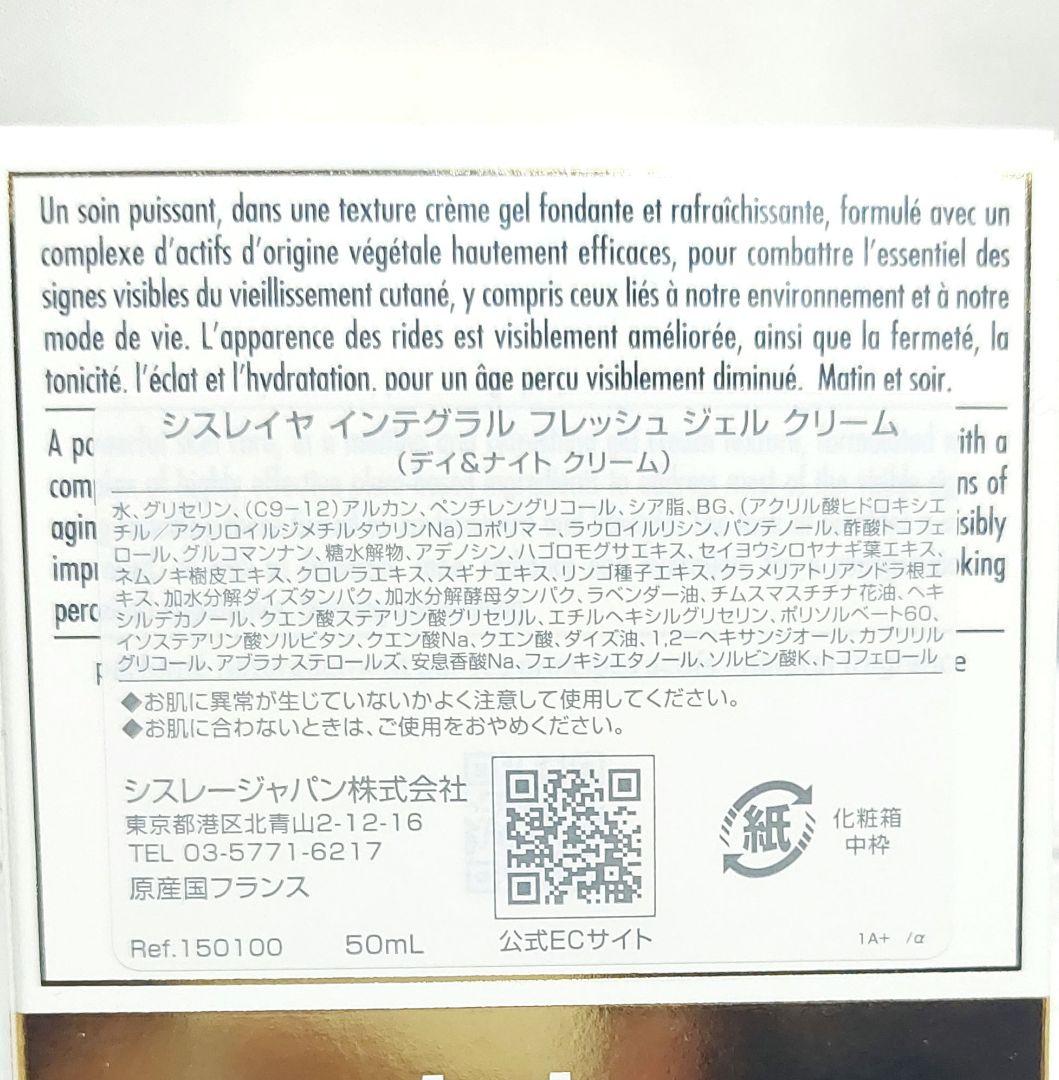 Un soin puissant, dans une texture crème gel fondante et rafraîchissante, formulé avec un
complexe d'actifs d'origine végétale hautement efficaces, pour combattre l'essentiel des
signes visibles du vieillissement cutané, y compris ceux liés à notre environnement et à notre
mode de vie. L'apparence des rides est visiblement améliorée, ainsi que la fermeté, la
tonicité, l'éclat et l'hydratation, pour un âge perçu visiblement diminué. Matin et soir.
シスレイヤ インテグラル フレッシュ ジェル クリーム
(デイ&ナイト クリーム)
水、グリセリン、(C9-12)アルカン、ペンチレングリコール、シア脂、BG、(アクリル酸ヒドロキシエ
チル/アクリロイルジメチルタウリンNa)コポリマー、ラウロイルリシン、パンテノール、酢酸トコフェ
ロール、グルコマンナン、糖水解物、アデノシン、ハゴロモグサエキス、セイヨウシロヤナギ葉エキス、
ネムノキ樹皮エキス、クロレラエキス、スギナエキス、リンゴ種子エキス、クラメリアトリアンドラ根エ
キス、加水分解ダイズタンパク、加水分解酵母タンパク、ラベンダー油、チムスマスチチナ花油、ヘキ
シルデカノール、クエン酸ステアリン酸グリセリル、エチルヘキシルグリセリン、ポリソルベート60、
イソステアリン酸ソルビタン、クエン酸Na、クエン酸、ダイズ油、1,2-ヘキサンジオール、カプリリル
グリコール、アブラナステロールズ、安息香酸Na、フェノキシエタノール、ソルビン酸K、トコフェロール
◆お肌に異常が生じていないかよく注意して使用してください。
◆お肌に合わないときは、ご使用をおやめください。
シスレージャパン株式会社
東京都港区北青山2-12-16
TEL 03-5771-6217
原産国フランス
Ref.150100 50mL
公式ECサイト
紙
化粧箱
中枠
1A+ /α